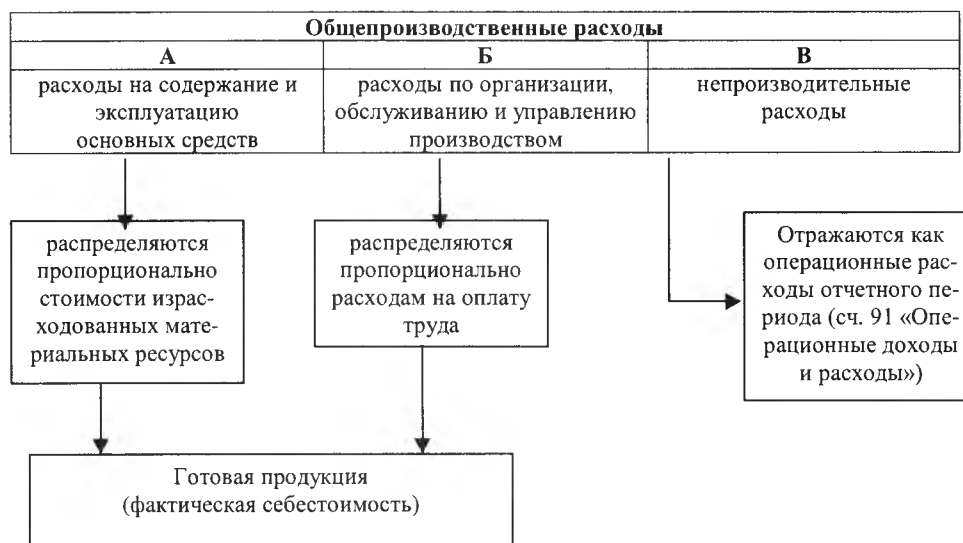 Общепроизводственные расходы
А
Б
В
расходы на содержание и
эксплуатацию
основных средств
расходы по организации,
обслуживанию и управлению
производством
непроизводительные
расходы
распределяются
пропорционально
стоимости израс-
ходованных мате-
риальных ресурсов
распределяются
пропорционально
расходам на оплату
труда
Отражаются как
операционные рас-
ходы отчетного пе-
риода (сч. 91 «Опе-
рационные доходы
и расходы»)
Готовая продукция
(фактическая себестоимость)